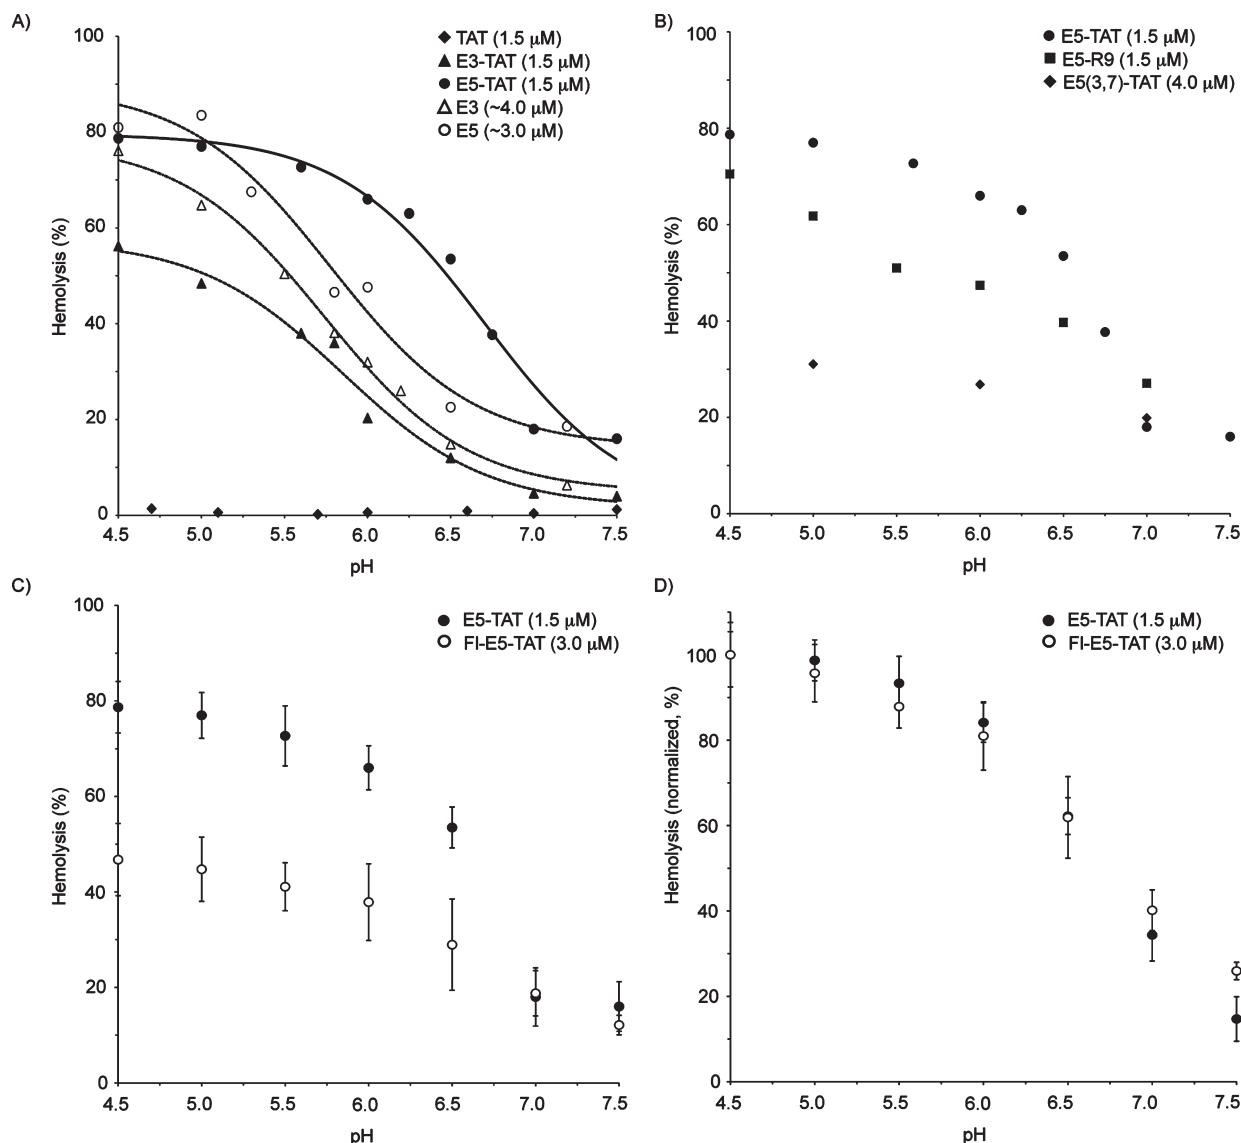 A)
100
80
60
40
20
0
Hemolysis (%)
TAT (1.5 µM)
E3-TAT (1.5 µM)
E5-TAT (1.5 µM)
E3 (~4.0 µM)
E5 (~3.0 µM)
4.5 5.0 5.5 6.0 6.5 7.0 7.5
pH
B)
100
80
60
40
20
0
Hemolysis (%)
E5-TAT (1.5 µM)
E5-R9 (1.5 µM)
E5(3,7)-TAT (4.0 µM)
4.5 5.0 5.5 6.0 6.5 7.0 7.5
pH
C)
100
80
60
40
20
0
Hemolysis (%)
E5-TAT (1.5 µM)
Fl-E5-TAT (3.0 µM)
4.5 5.0 5.5 6.0 6.5 7.0 7.5
pH
D)
100
80
60
40
20
0
Hemolysis (normalized, %)
E5-TAT (1.5 µM)
Fl-E5-TAT (3.0 µM)
4.5 5.0 5.5 6.0 6.5 7.0 7.5
pH